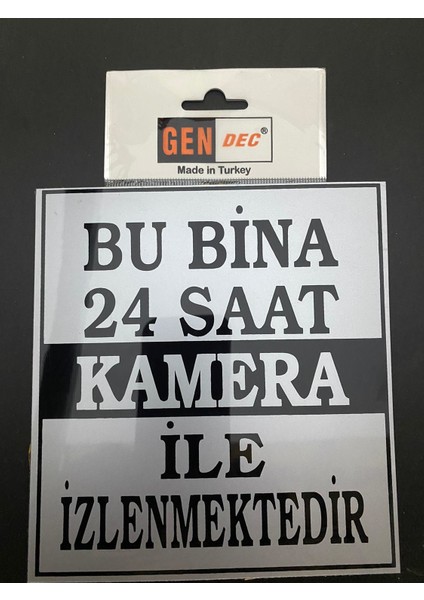 GEN DEC®
Made in Turkey
BU BİNA
24 SAAT
KAMERA
İLE
İZLENMEKTEDİR